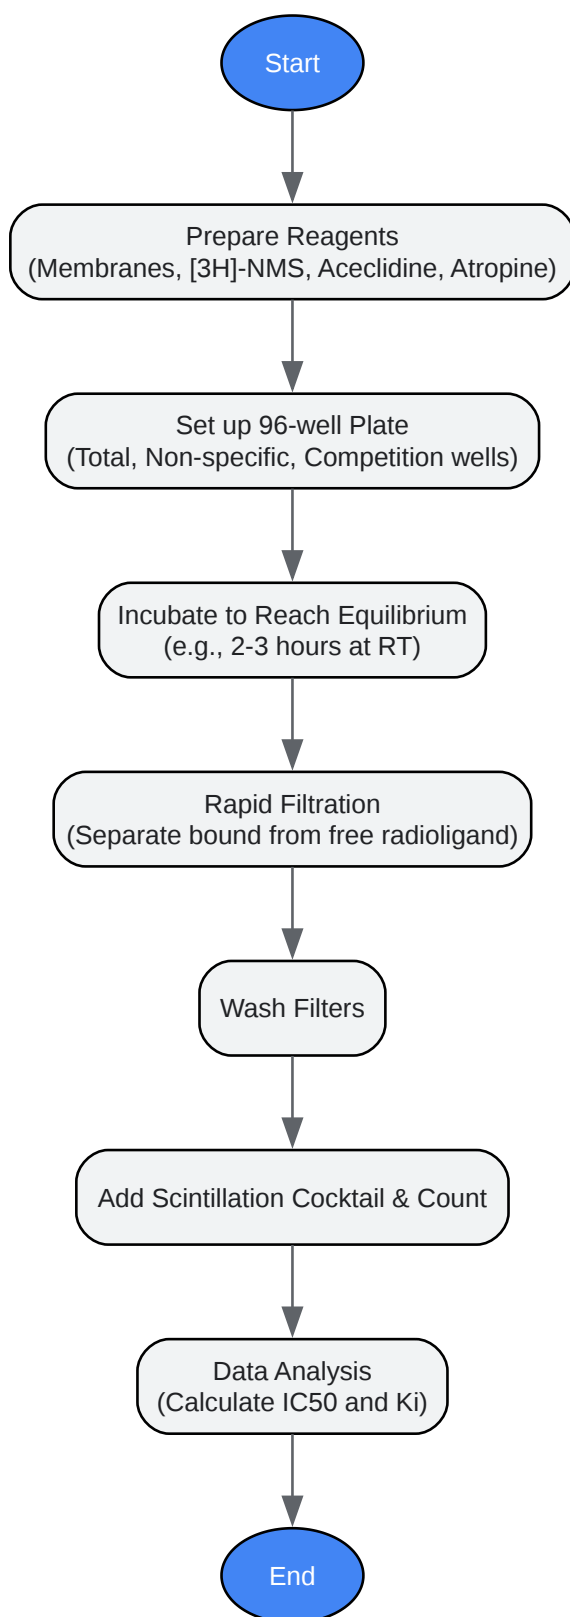 Start
Prepare Reagents
(Membranes, [3H]-NMS, Aceclidine, Atropine)
Set up 96-well Plate
(Total, Non-specific, Competition wells)
Incubate to Reach Equilibrium
(e.g., 2-3 hours at RT)
Rapid Filtration
(Separate bound from free radioligand)
Wash Filters
Add Scintillation Cocktail & Count
Data Analysis
(Calculate IC50 and Ki)
End